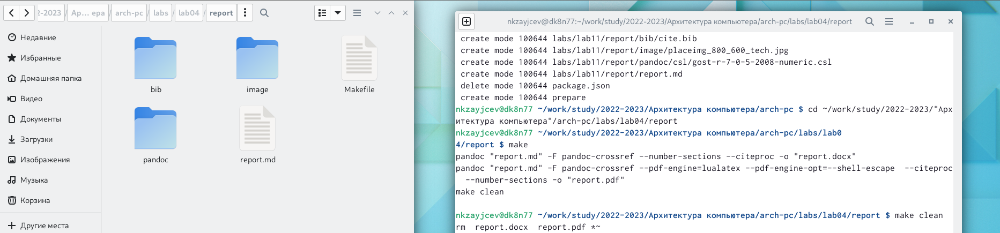 2-2023 / Ар... ера / arch-pc / labs / lab04 / report
Недавние
Избранные
Домашняя папка
Видео
Документы
Загрузки
Изображения
Музыка
Корзина
Другие места
bib
image
Makefile
pandoc
report.md
nkzayjcev@dk8n77:~/work/study/2022-2023/Архитектура компьютера/arch-pc/labs/lab04/report
create mode 100644 labs/lab11/report/bib/cite.bib
create mode 100644 labs/lab11/report/image/placeimg_800_600_tech.jpg
create mode 100644 labs/lab11/report/pandoc/csl/gost-r-7-0-5-2008-numeric.csl
create mode 100644 labs/lab11/report/report.md
delete mode 100644 package.json
create mode 100644 prepare
nkzayjcev@dk8n77 ~/work/study/2022-2023/Архитектура компьютера/arch-pc $ cd ~/work/study/2022-2023/"Арх
итектура компьютера"/arch-pc/labs/lab04/report
nkzayjcev@dk8n77 ~/work/study/2022-2023/Архитектура компьютера/arch-pc/labs/lab0
4/report $ make
pandoc "report.md" -F pandoc-crossref --number-sections --citeproc -o "report.docx"
pandoc "report.md" -F pandoc-crossref --pdf-engine=lualatex --pdf-engine-opt=--shell-escape  --citeproc
  --number-sections -o "report.pdf"
make clean
nkzayjcev@dk8n77 ~/work/study/2022-2023/Архитектура компьютера/arch-pc/labs/lab04/report $ make clean
rm  report.docx  report.pdf *~